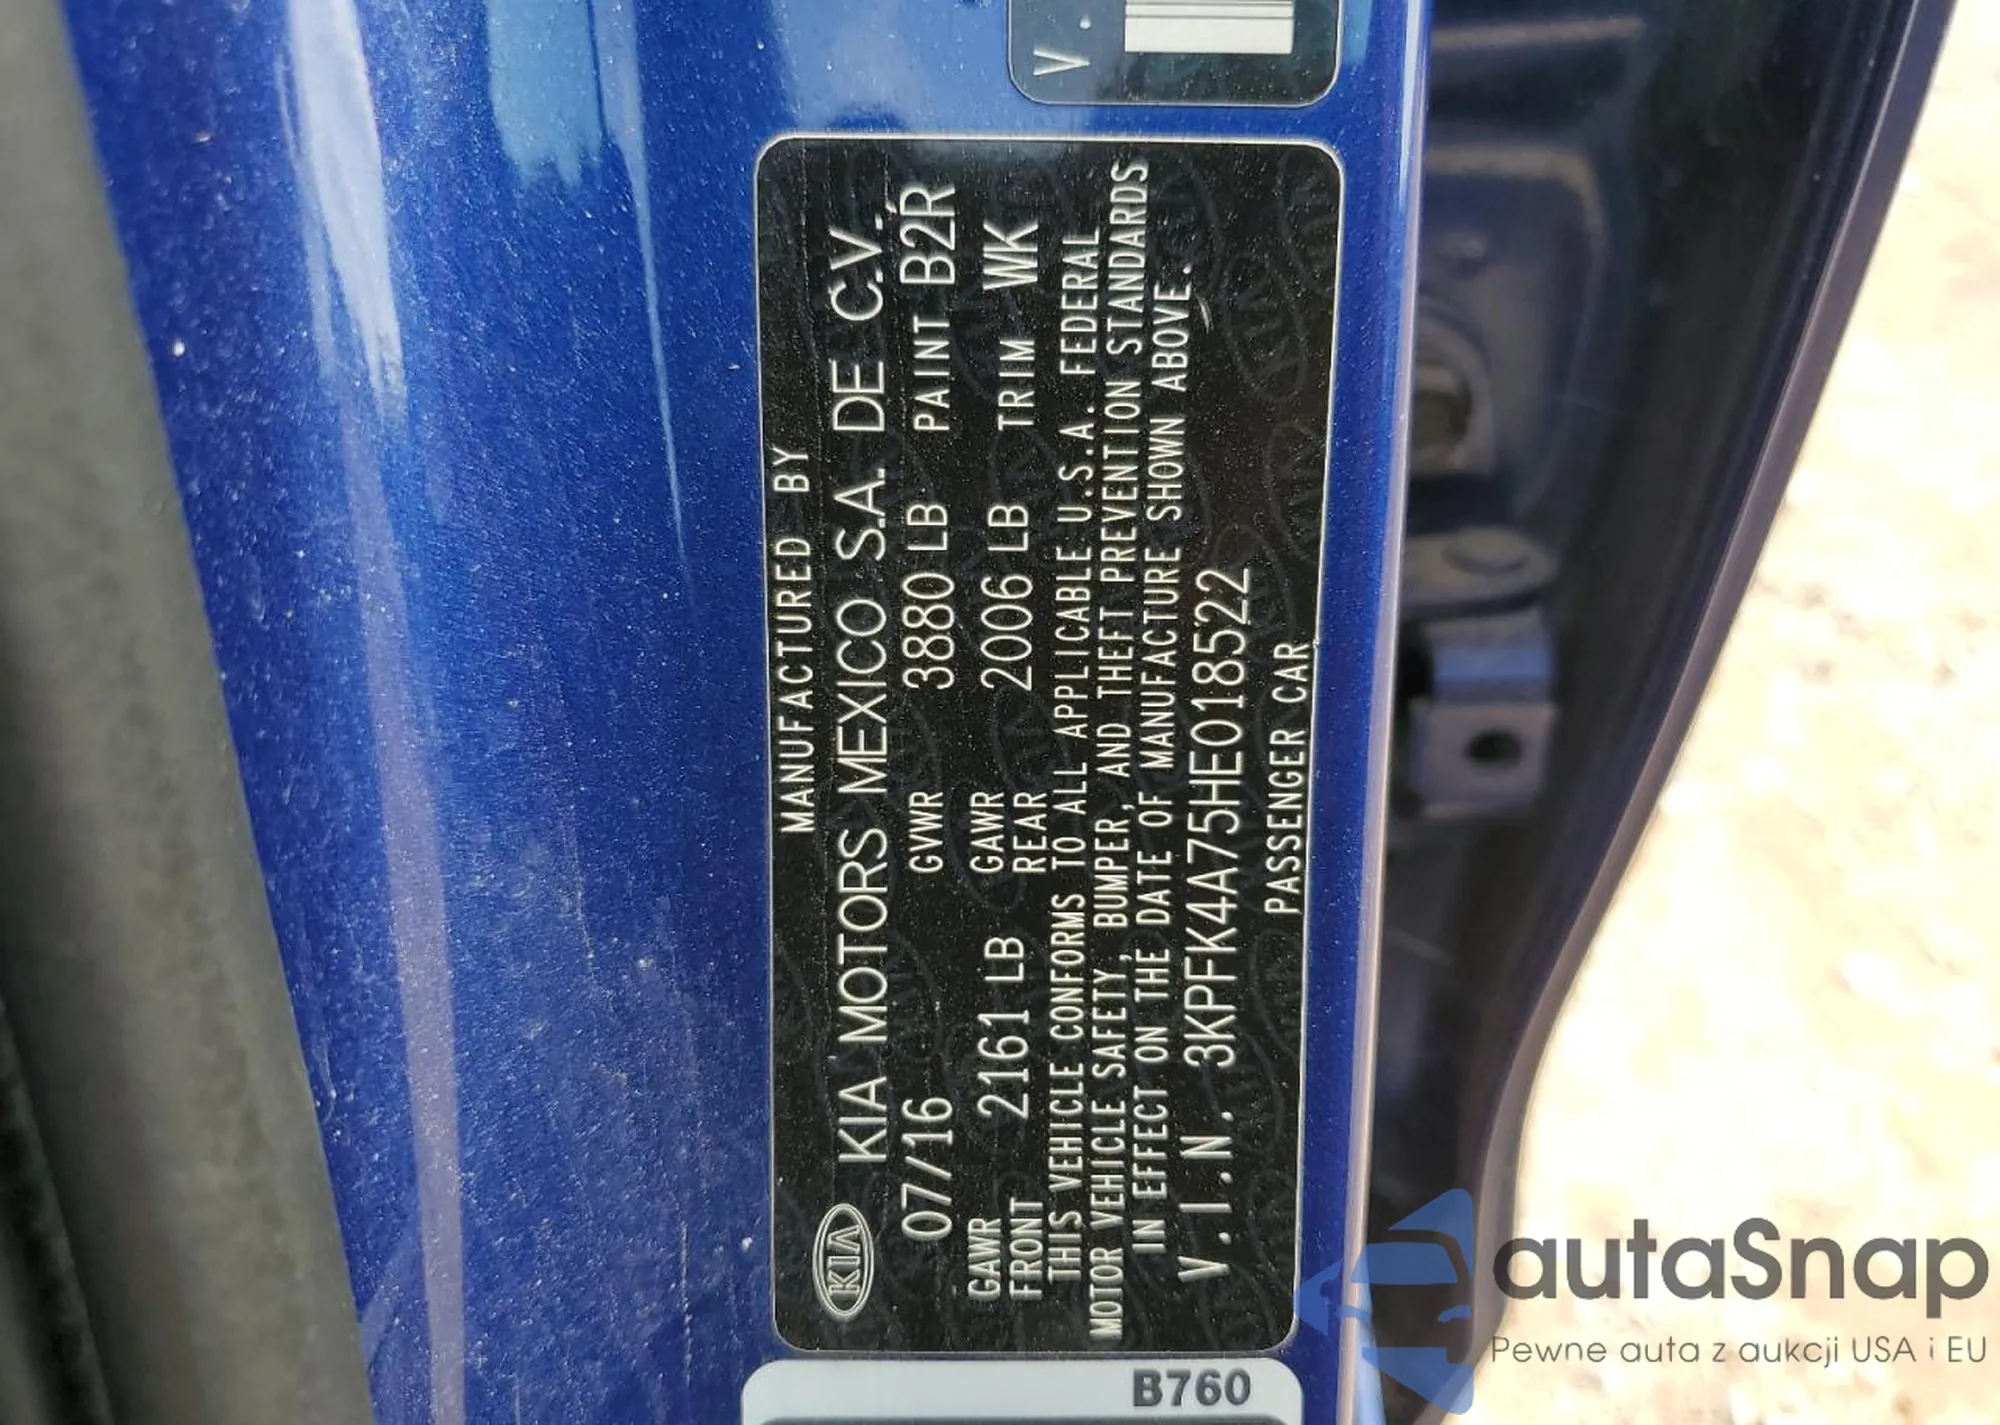 V.
MANUFACTURED BY
KIA KIA MOTORS MEXICO S.A. DE C.V.
07/16 GVWR 3880 LB PAINT B2R
GAWR FRONT 2161 LB GAWR REAR 2006 LB TRIM WK
THIS VEHICLE CONFORMS TO ALL APPLICABLE U.S.A. FEDERAL
MOTOR VEHICLE SAFETY, BUMPER, AND THEFT PREVENTION STANDARDS
IN EFFECT ON THE DATE OF MANUFACTURE SHOWN ABOVE.
V.I.N. 3KPFK4A75HE018522
PASSENGER CAR
B760
autaSnap
Pewne auta z aukcji USA i EU